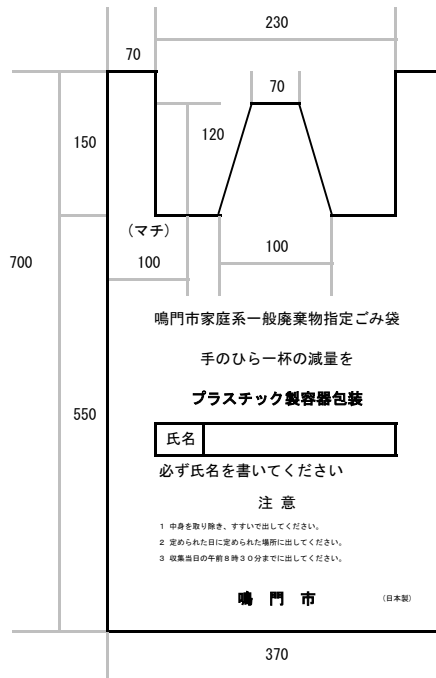 230
70
70
150
120
(マチ)
700
100
100
鳴門市家庭系一般廃棄物指定ごみ袋
手のひら一杯の減量を
プラスチック製容器包装
550
氏名
必ず氏名を書いてください
注 意
1 中身を取り除き、すすいで出してください。
2 定められた日に定められた場所に出してください。
3 収集当日の午前8時30分までに出してください。
鳴 門 市 (日本製)
370